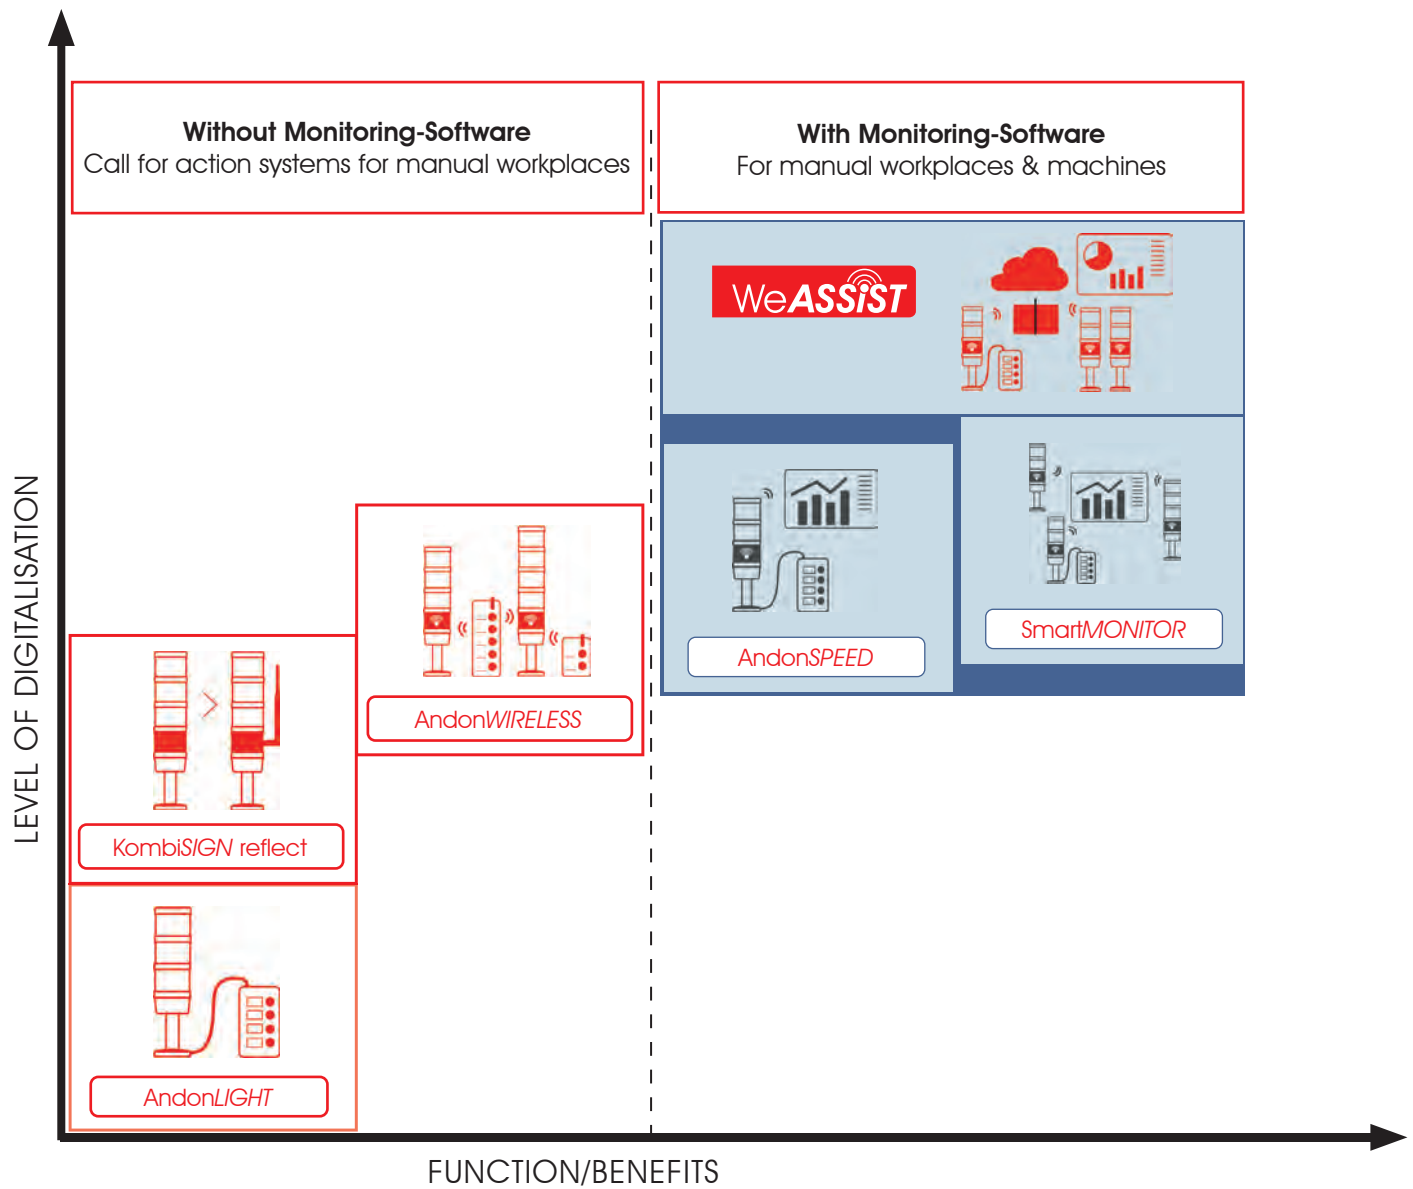 Without Monitoring-Software
Call for action systems for manual workplaces
With Monitoring-Software
For manual workplaces & machines
WeASSiST
SmartMONITOR
AndonSPEED
AndonWIRELESS
KombiSIGN reflect
AndonLIGHT
LEVEL OF DIGITALISATION
FUNCTION/BENEFITS